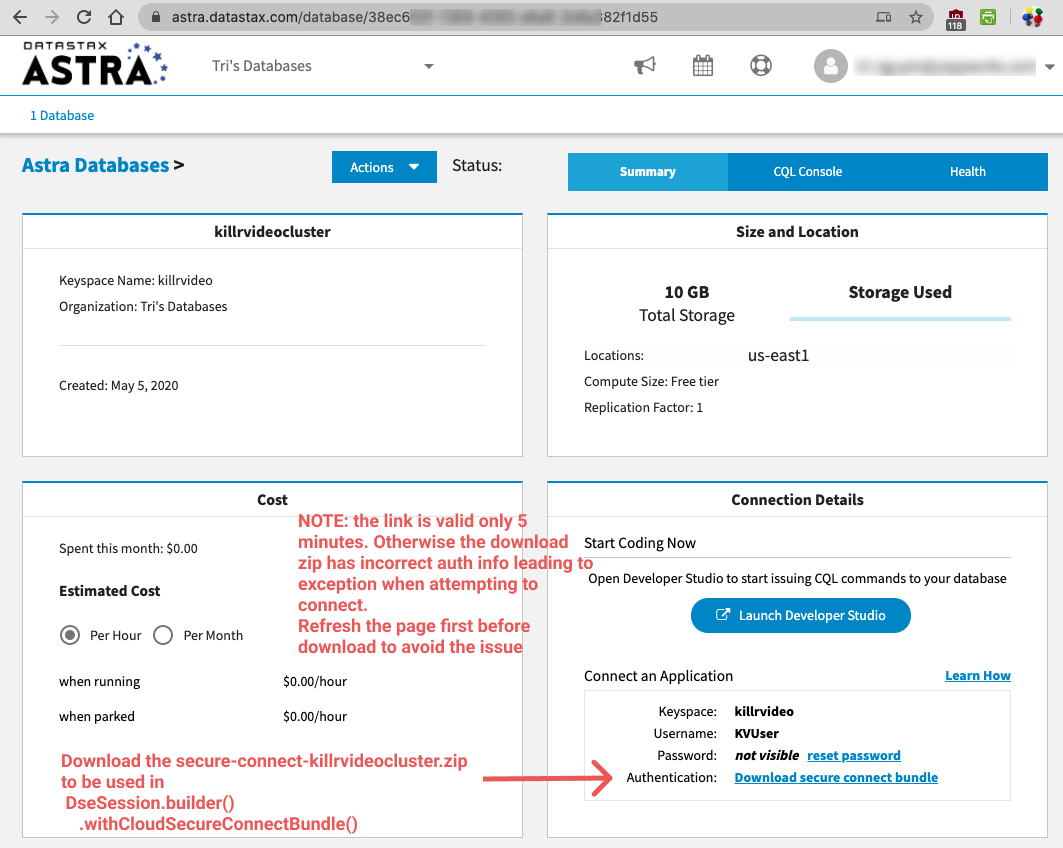 astra.datastax.com/database/38ec6
382f1d55
118
DATASTAX
ASTRA
Tri's Databases
1 Database
Astra Databases >
Actions
Status:
Summary
CQL Console
Health
killrvideocluster
Keyspace Name: killrvideo
Organization: Tri's Databases
Created: May 5, 2020
Size and Location
10 GB
Total Storage
Storage Used
Locations:
us-east1
Compute Size: Free tier
Replication Factor: 1
Cost
Spent this month: $0.00
Estimated Cost
Per Hour
Per Month
when running
$0.00/hour
when parked
$0.00/hour
NOTE: the link is valid only 5
minutes. Otherwise the download
zip has incorrect auth info leading to
exception when attempting to
connect.
Refresh the page first before
download to avoid the issue
Download the secure-connect-killrvideocluster.zip
to be used in
DseSession.builder()
.withCloudSecureConnectBundle()
Connection Details
Start Coding Now
Open Developer Studio to start issuing CQL commands to your database
Launch Developer Studio
Connect an Application
Learn How
Keyspace: killrvideo
Username: KVUser
Password: not visible reset password
Authentication: Download secure connect bundle